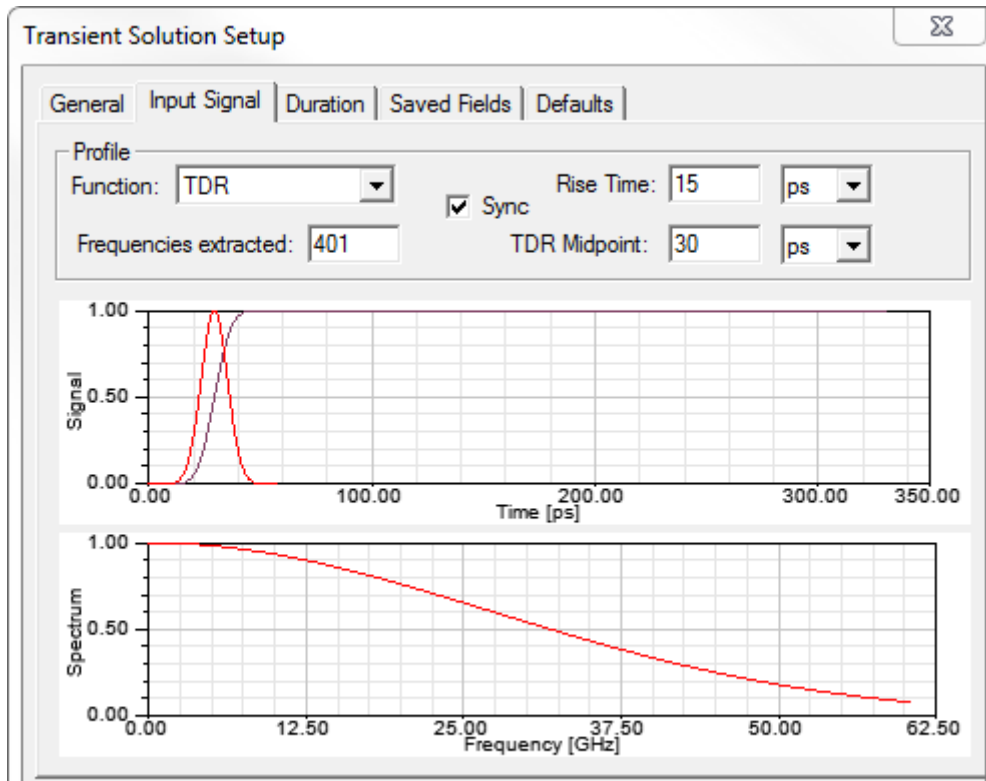 Transient Solution Setup
General Input Signal Duration Saved Fields Defaults
Profile
Function: TDR Sync Rise Time: 15 ps
Frequencies extracted: 401 TDR Midpoint: 30 ps
1.00
Signal
0.50
0.00
0.00 100.00 200.00 300.00 350.00
Time [ps]
1.00
Spectrum
0.50
0.00
0.00 12.50 25.00 37.50 50.00 62.50
Frequency [GHz]